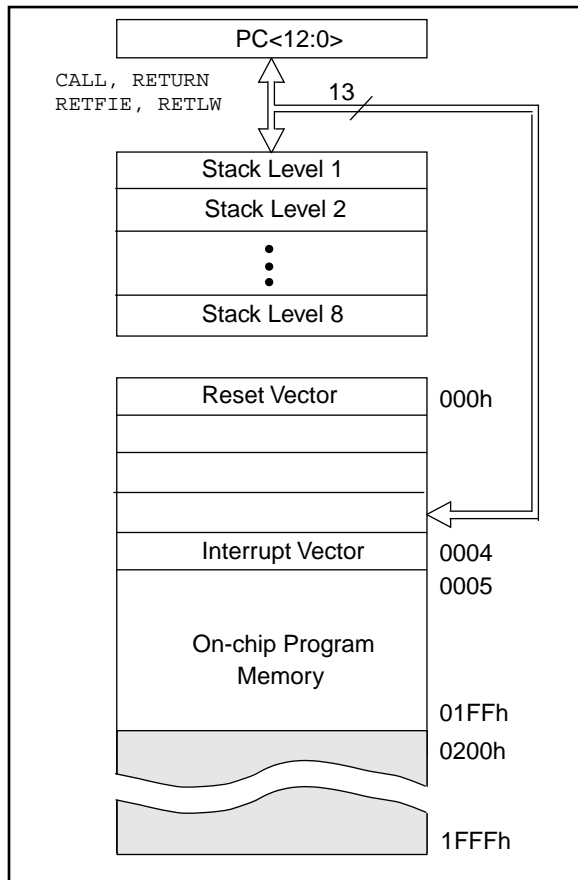 PC<12:0>
CALL, RETURN
RETFIE, RETLW
13
Stack Level 1
Stack Level 2
Stack Level 8
Reset Vector
000h
Interrupt Vector
0004
0005
On-chip Program
Memory
01FFh
0200h
1FFFh